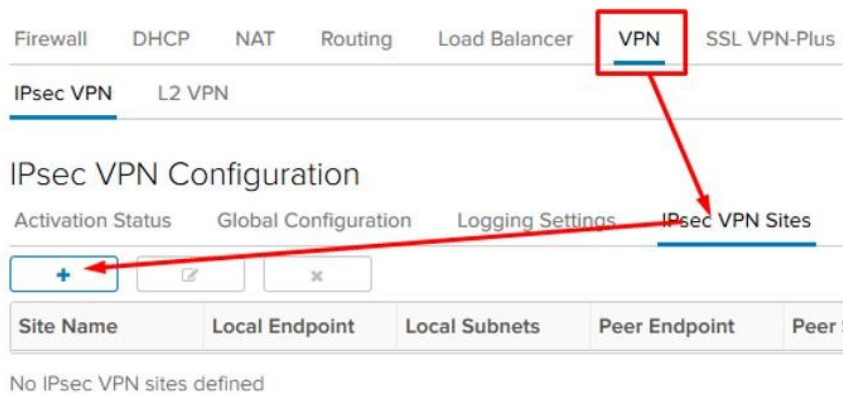 Firewall DHCP NAT Routing Load Balancer VPN SSL VPN-Plus
IPsec VPN L2 VPN
IPsec VPN Configuration
Activation Status Global Configuration Logging Settings IPsec VPN Sites
Site Name Local Endpoint Local Subnets Peer Endpoint Peer
No IPsec VPN sites defined